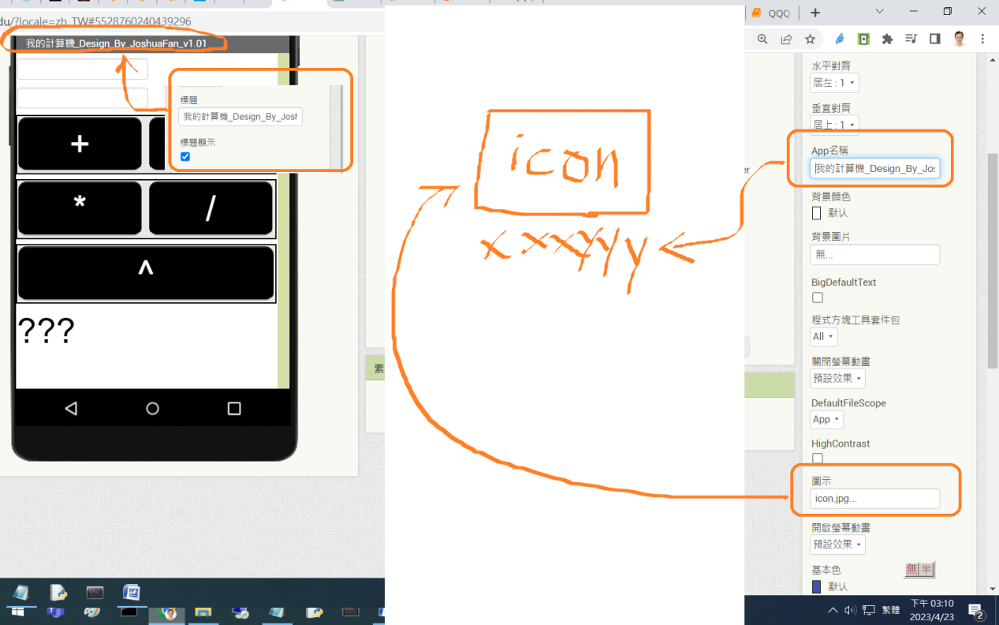 QQQ
du/?locale=zh_TW#5528760240439296
我的計算機_Design_By_JoshuaFan_v1.01
標題
我的計算機_Design_By_Josh
標題顯示
+
*
/
^
???
素
icon
xxxxyyy
水平對齊
居左 : 1
垂直對齊
居上 : 1
App名稱
我的計算機_Design_By_Jos
er
背景顏色
默认
背景圖片
無...
BigDefaultText
程式方塊工具套件包
All
關閉螢幕動畫
預設效果
DefaultFileScope
App
HighContrast
圖示
icon.jpg...
開啟螢幕動畫
預設效果
基本色
無 半
默认
繁體
下午 03:10
2023/4/23
2